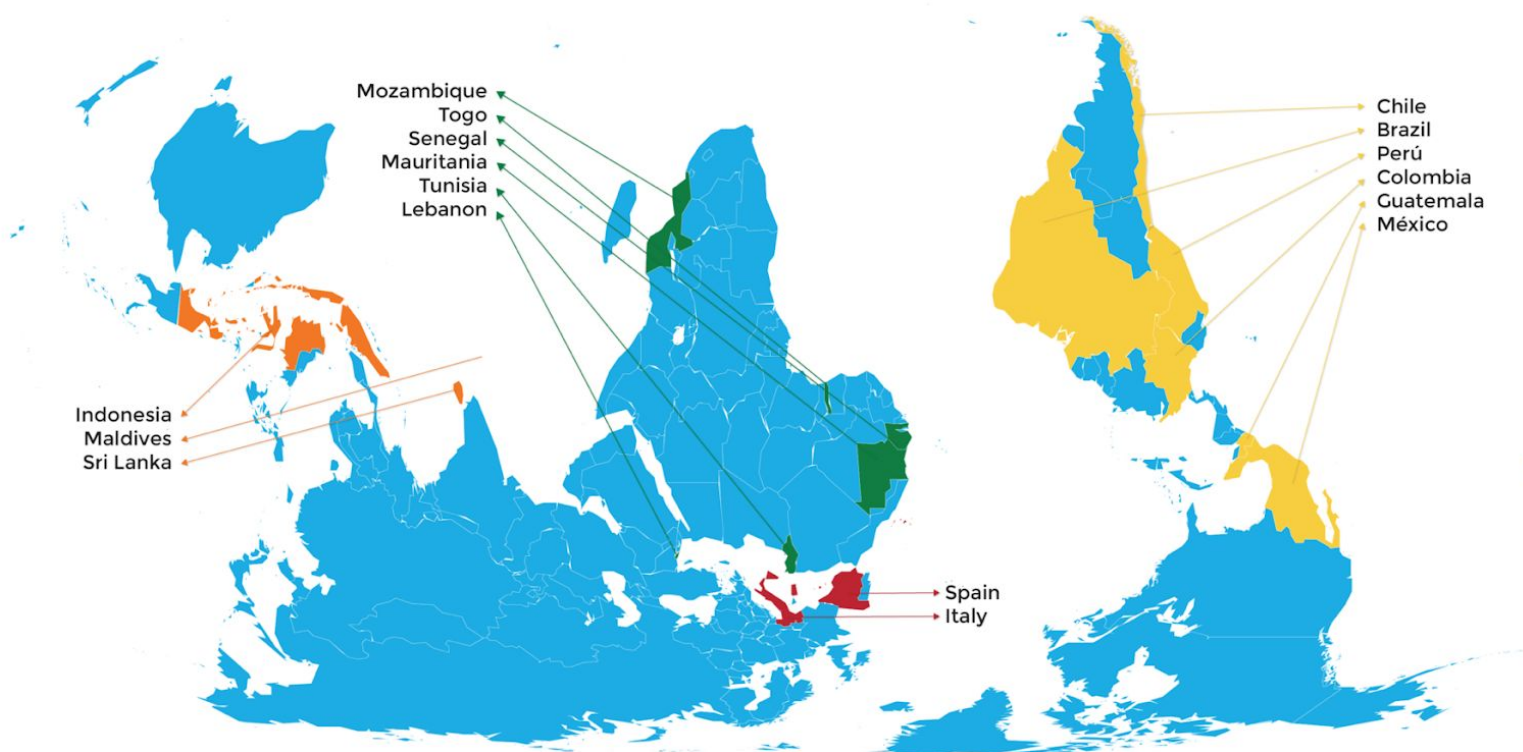 Mozambique
Togo
Senegal
Mauritania
Tunisia
Lebanon
Indonesia
Maldives
Sri Lanka
Spain
Italy
Chile
Brazil
Perú
Colombia
Guatemala
México